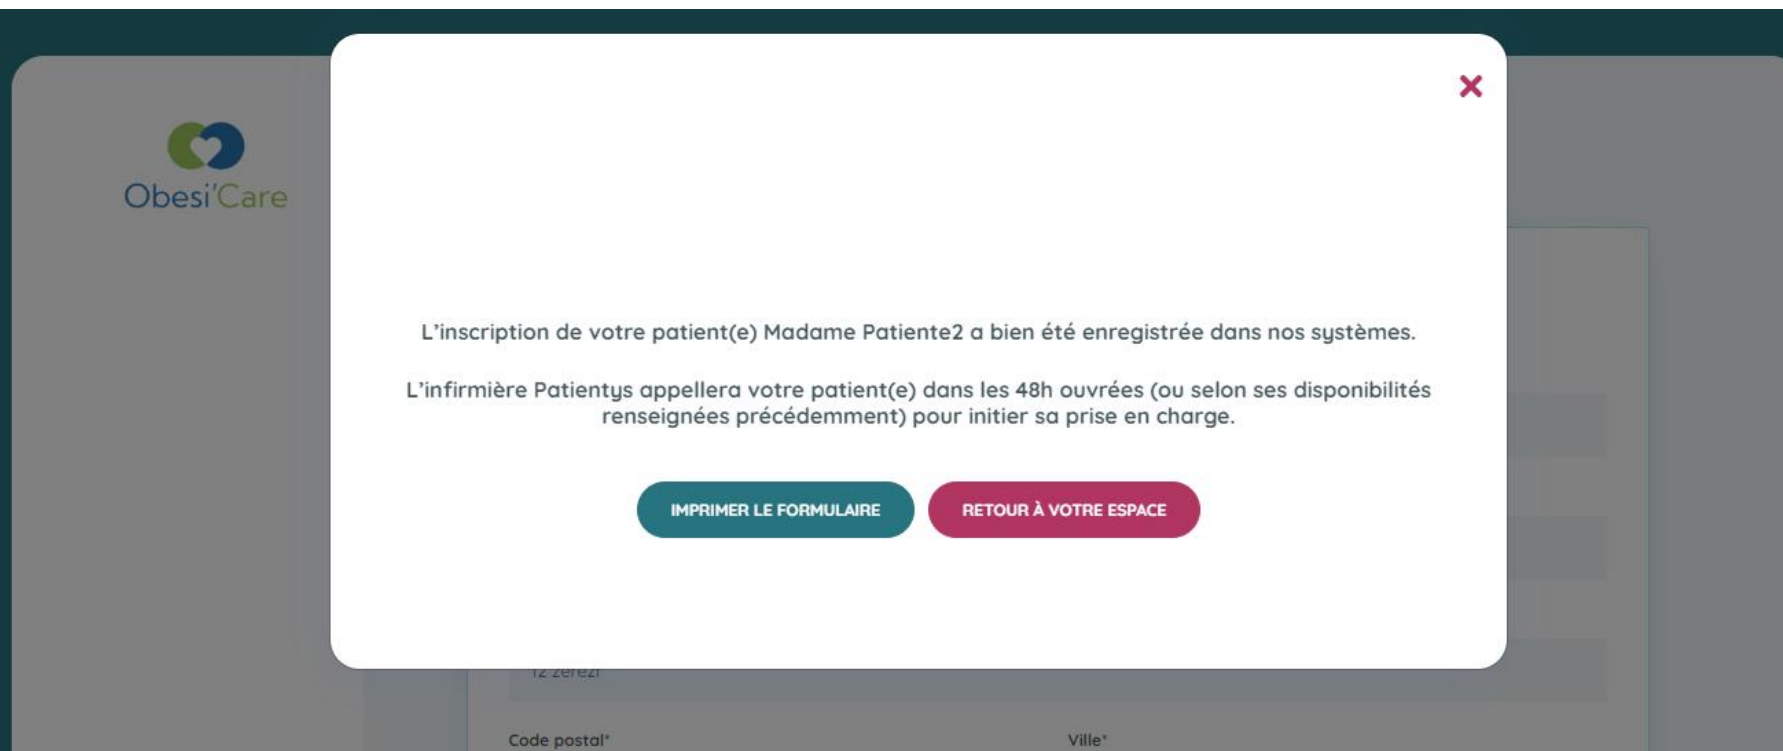 Obesi'Care
L'inscription de votre patient(e) Madame Patiente2 a bien été enregistrée dans nos systèmes.
L'infirmière Patientys appellera votre patient(e) dans les 48h ouvrées (ou selon ses disponibilités
renseignées précédemment) pour initier sa prise en charge.
IMPRIMER LE FORMULAIRE
RETOUR À VOTRE ESPACE
12 zerezr
Code postal*
Ville*